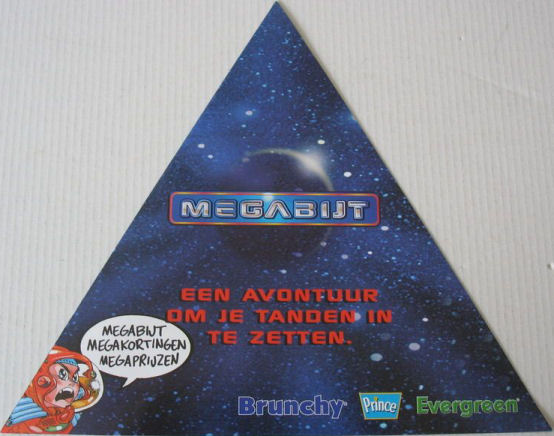 MEGABIJT
EEN AVONTUUR
OM JE TANDEN IN
TE ZETTEN.
MEGABIJT
MEGAKORTINGEN
MEGAPRIJZEN
Brunchy Prince Evergreen